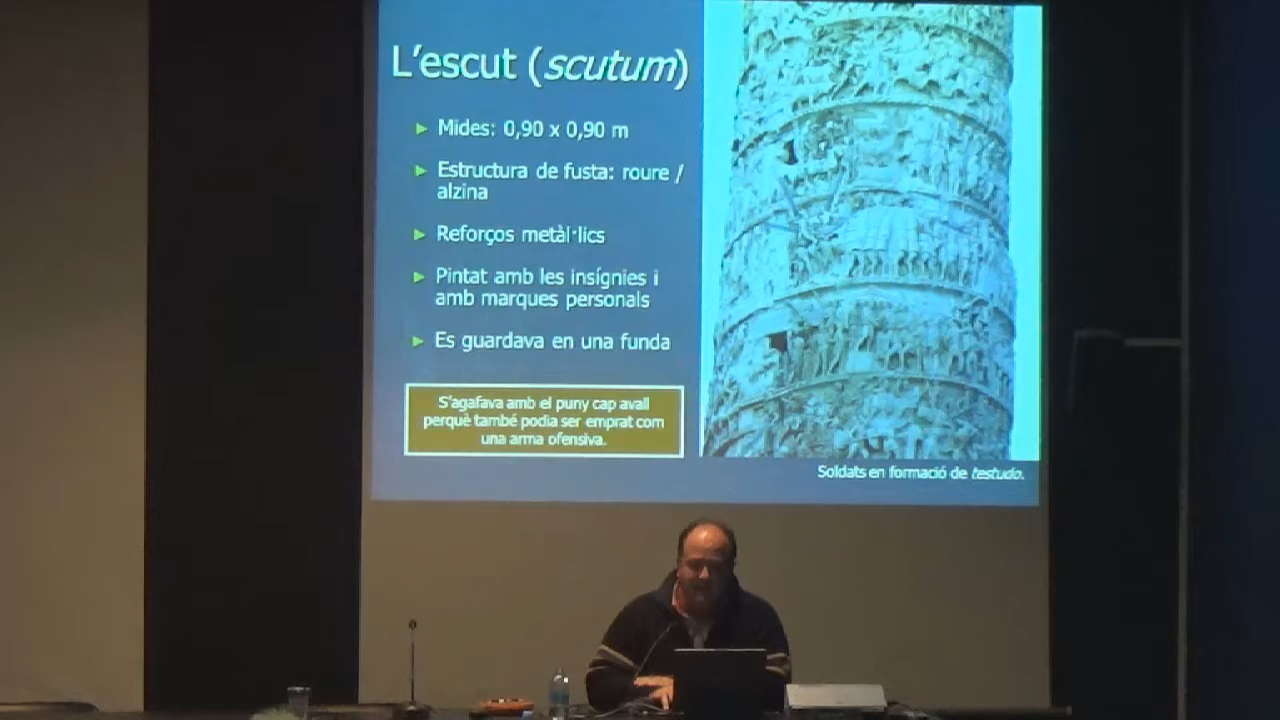 L'escut (scutum)
Mides: 0,90 x 0,90 m
Estructura de fusta: roure /
alzina
Reforços metàl·lics
Pintat amb les insígnies i
amb marques personals
Es guardava en una funda
S'agafava amb el puny cap avall
perquè també podia ser emprat com
una arma ofensiva.
Soldats en formació de testudo.